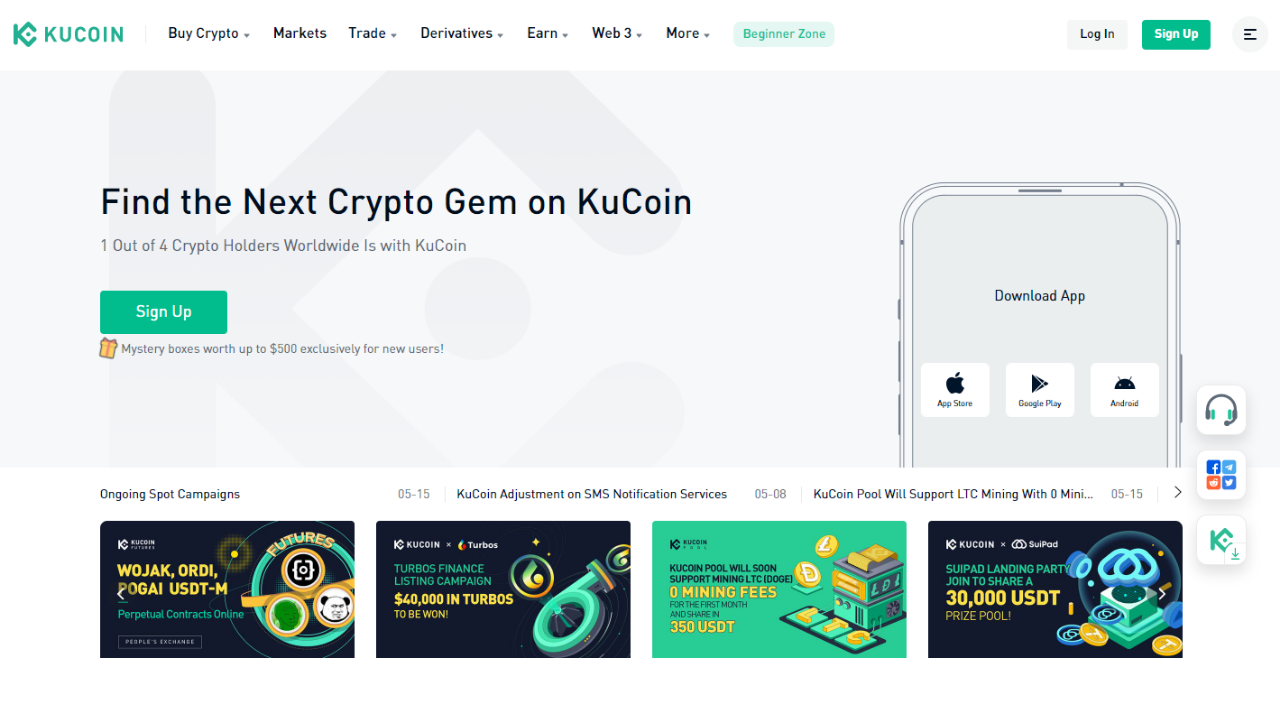 KUCOIN
Buy Crypto
Markets
Trade
Derivatives
Earn
Web 3
More
Beginner Zone
Log In
Sign Up
Find the Next Crypto Gem on KuCoin
1 Out of 4 Crypto Holders Worldwide Is with KuCoin
Sign Up
Mystery boxes worth up to $500 exclusively for new users!
Download App
App Store
Google Play
Android
Ongoing Spot Campaigns
05-15
KuCoin Adjustment on SMS Notification Services
05-08
KuCoin Pool Will Support LTC Mining With 0 Mini...
05-15
KUCOIN
FUTURES
WOJAK, ORDI,
POGAI USDT-M
Perpetual Contracts Online
PEOPLE'S EXCHANGE
FUTURES
KUCOIN × Turbos
TURBOS FINANCE
LISTING CAMPAIGN
$40,000 IN TURBOS
TO BE WON!
KUCOIN
POOL
KUCOIN POOL WILL SOON
SUPPORT MINING LTC (DOGE)
0 MINING FEES
FOR THE FIRST MONTH
AND SHARE IN
350 USDT
LTC
KUCOIN × SuiPad
SUIPAD LANDING PARTY
JOIN TO SHARE A
30,000 USDT
PRIZE POOL!